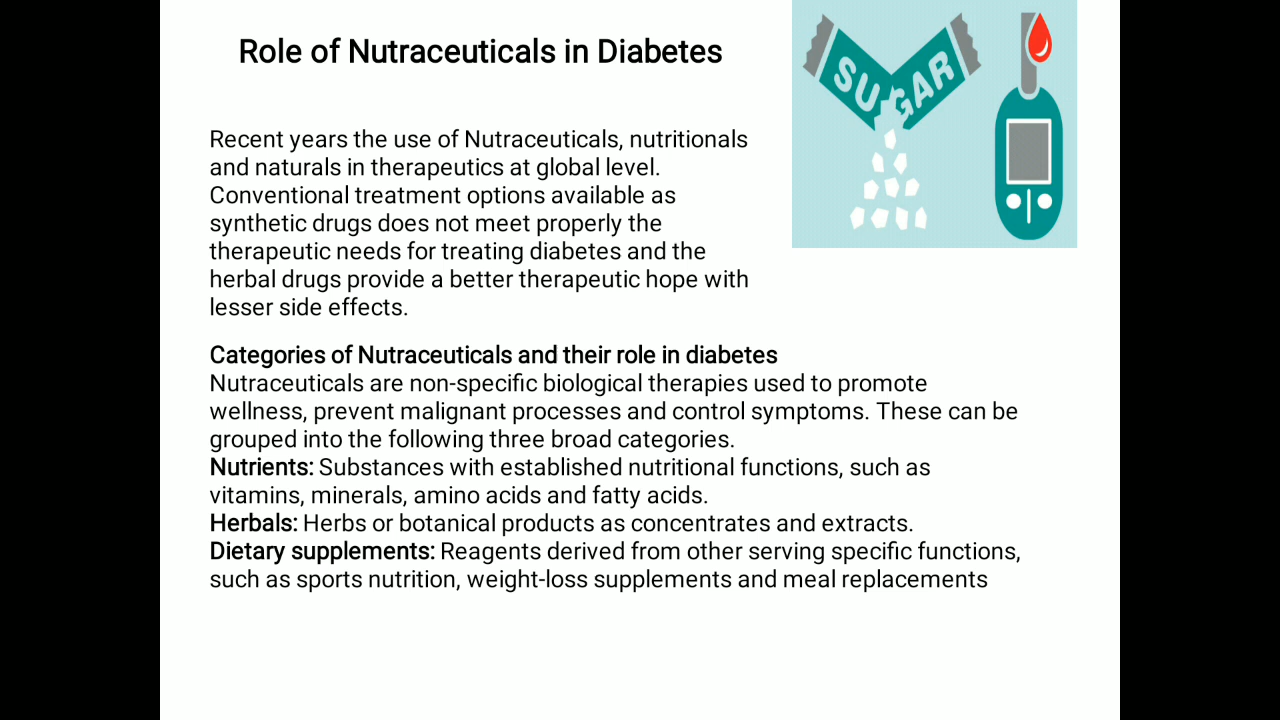 Role of Nutraceuticals in Diabetes
SUGAR
Recent years the use of Nutraceuticals, nutritionals
and naturals in therapeutics at global level.
Conventional treatment options available as
synthetic drugs does not meet properly the
therapeutic needs for treating diabetes and the
herbal drugs provide a better therapeutic hope with
lesser side effects.
Categories of Nutraceuticals and their role in diabetes
Nutraceuticals are non-specific biological therapies used to promote
wellness, prevent malignant processes and control symptoms. These can be
grouped into the following three broad categories.
Nutrients: Substances with established nutritional functions, such as
vitamins, minerals, amino acids and fatty acids.
Herbals: Herbs or botanical products as concentrates and extracts.
Dietary supplements: Reagents derived from other serving specific functions,
such as sports nutrition, weight-loss supplements and meal replacements